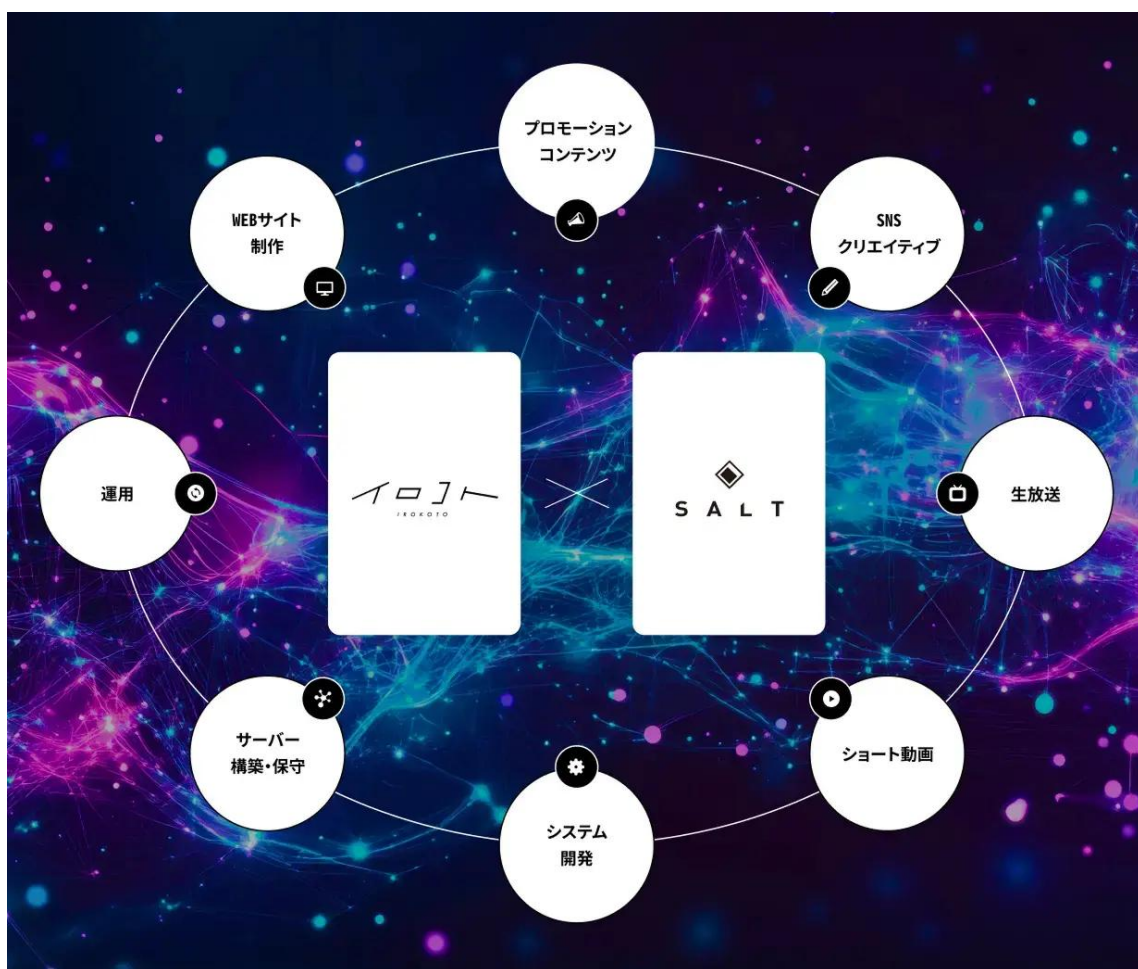 プロモーション
コンテンツ
WEBサイト
制作
SNS
クリエイティブ
運用
イロコト
IROKOTO
SALT
生放送
サーバー
構築・保守
ショート動画
システム
開発